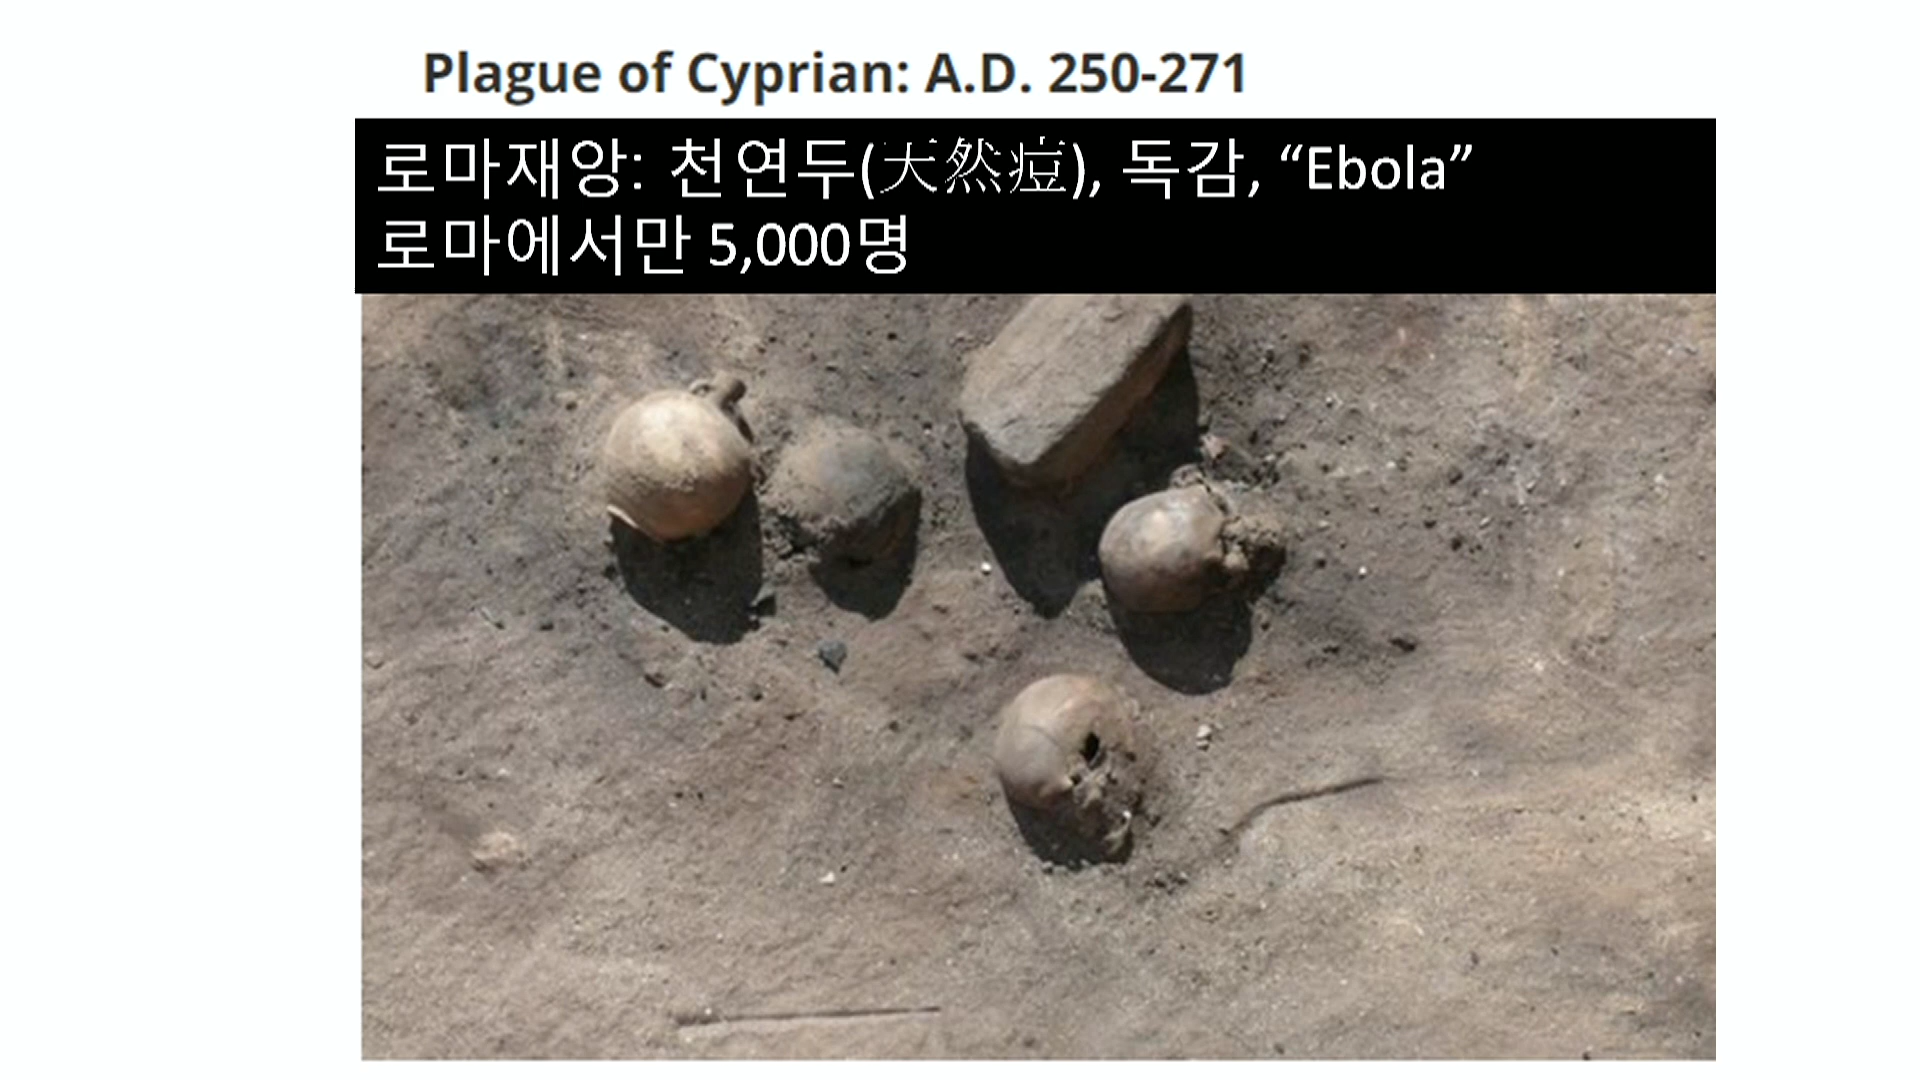 Plague of Cyprian: A.D. 250-271
로마재앙: 천연두(天然痘), 독감, “Ebola”
로마에서만 5,000명